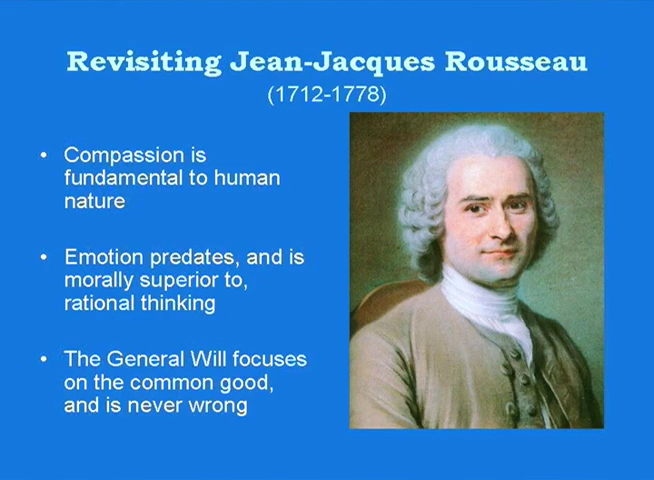 Revisiting Jean-Jacques Rousseau
(1712-1778)
• Compassion is
fundamental to human
nature
• Emotion predates, and is
morally superior to,
rational thinking
• The General Will focuses
on the common good,
and is never wrong